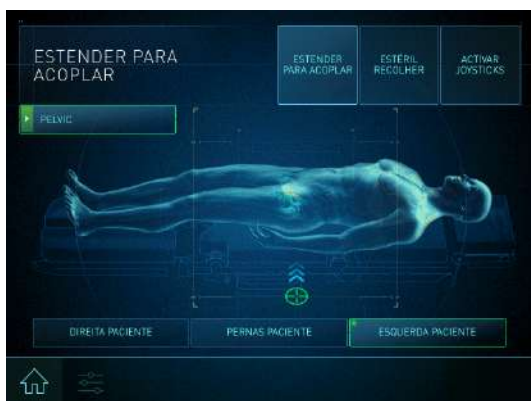 ESTENDER PARA
ACOPLAR
ESTENDER
PARA ACOPLAR
ESTÉRIL
RECOLHER
ACTIVAR
JOYSTICKS
PELVIC
DIREITA PACIENTE
PERNAS PACIENTE
ESQUERDA PACIENTE